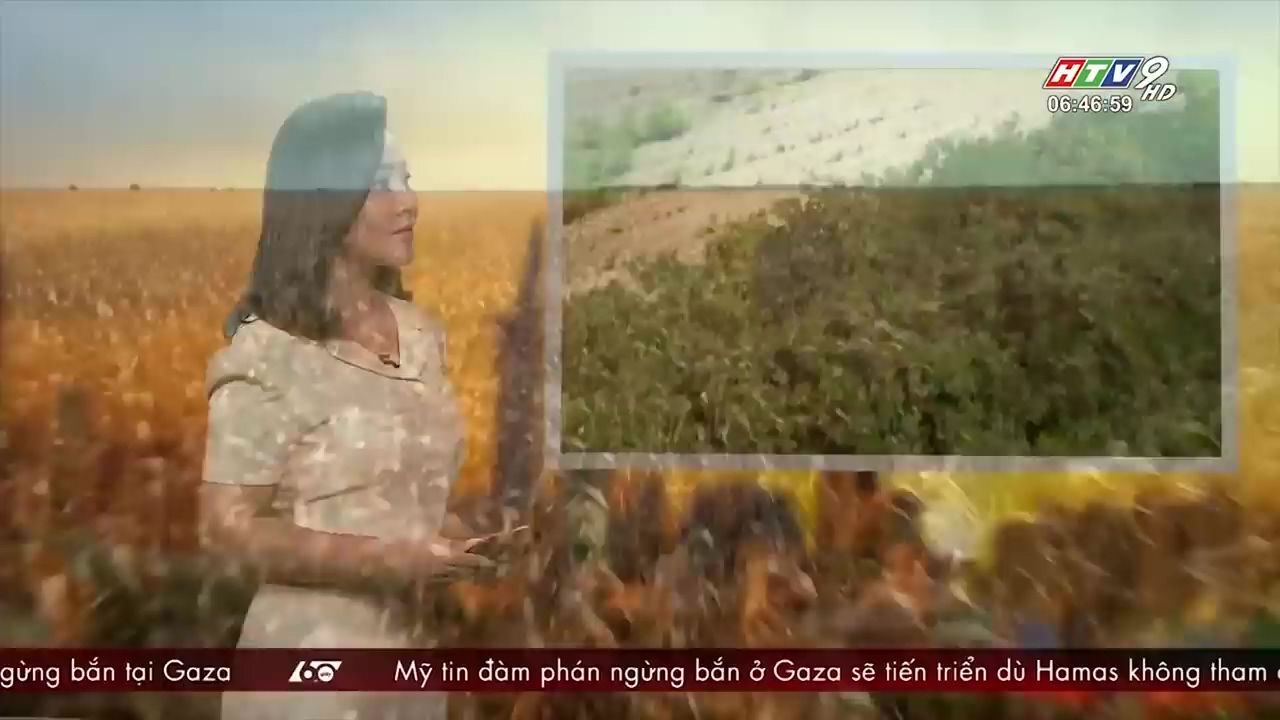 HTV9
HD
06:46:59
gừng bắn tại Gaza 60 Mỹ tin đàm phán ngừng bắn ở Gaza sẽ tiến triển dù Hamas không tham